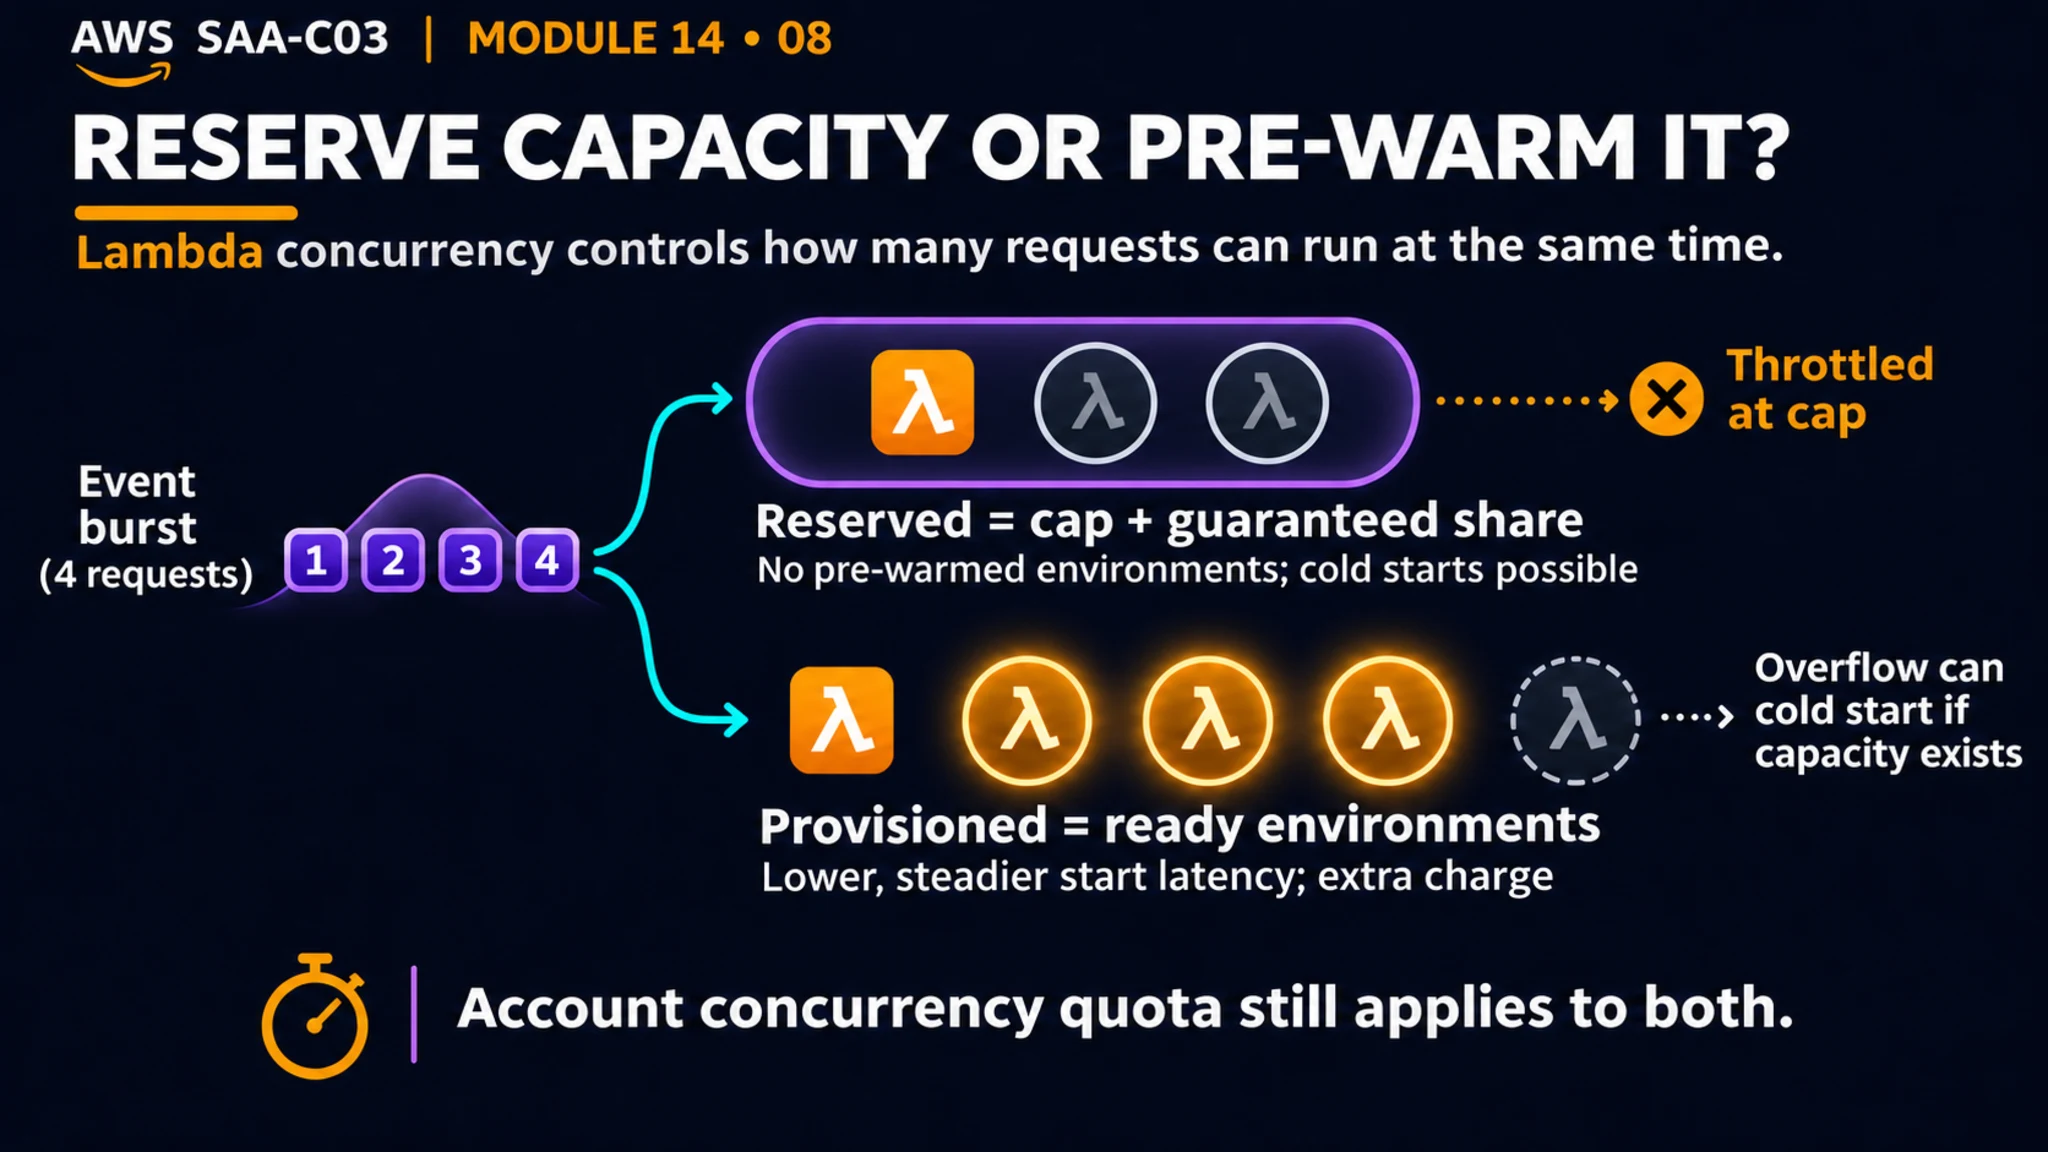 AWS SAA-C03 | MODULE 14 • 08
RESERVE CAPACITY OR PRE-WARM IT?
Lambda concurrency controls how many requests can run at the same time.
Event
burst
(4 requests)
1 2 3 4
λ λ λ
Throttled
at cap
Reserved = cap + guaranteed share
No pre-warmed environments; cold starts possible
λ λ λ λ λ
Overflow can
cold start if
capacity exists
Provisioned = ready environments
Lower, steadier start latency; extra charge
Account concurrency quota still applies to both.